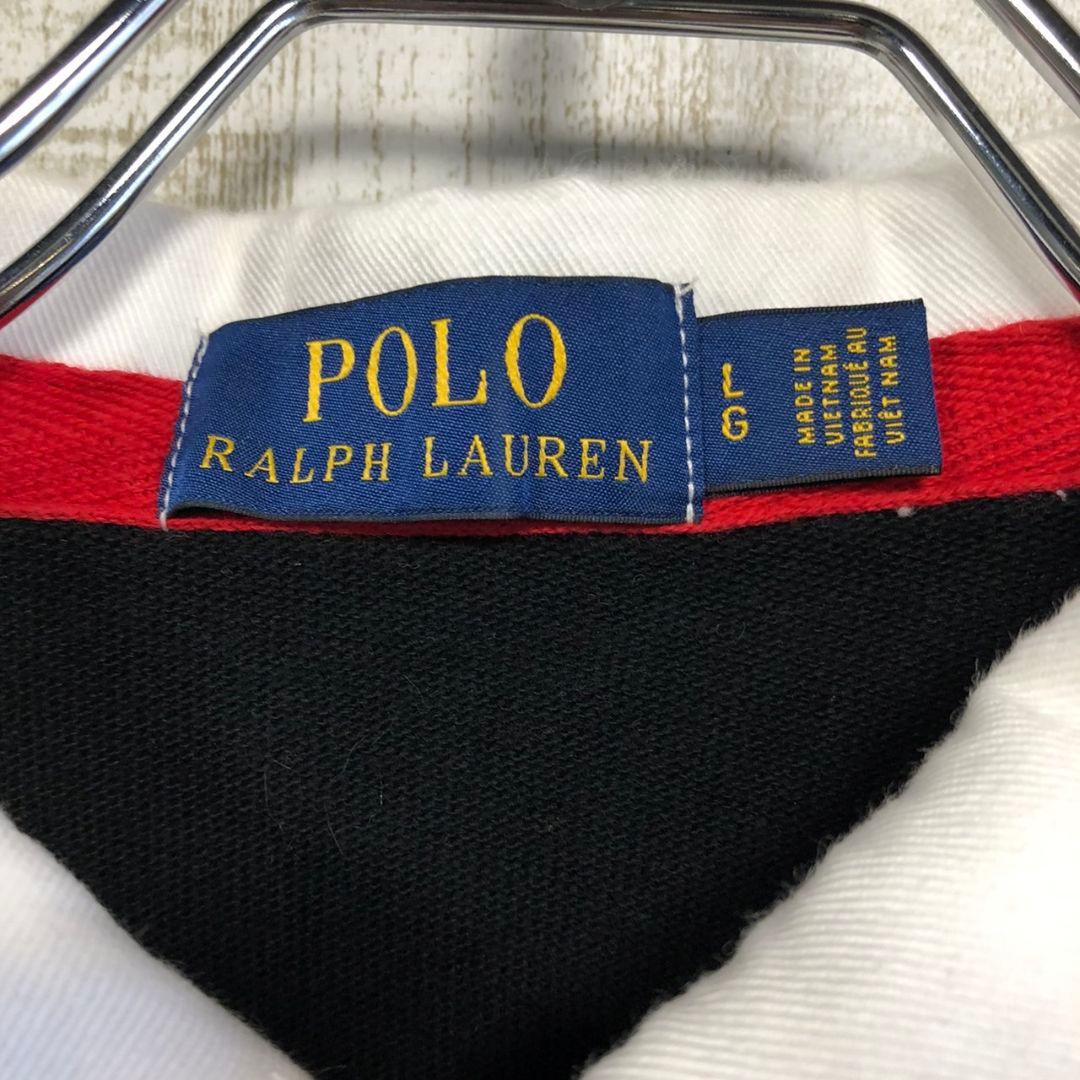 POLO
RALPH LAUREN
L
G
MADE IN
VIETNAM
FABRIQUÉ AU
VIÊT NAM